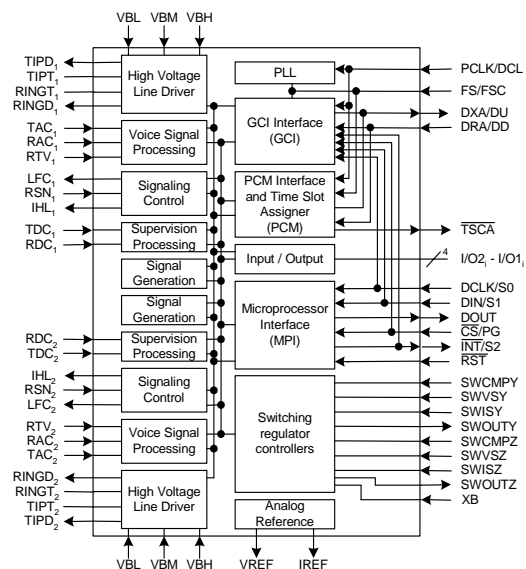 VBL VBM VBH
TIPD1
TIPT1
RINGT1
RINGD1
TAC1
RAC1
RTV1
LFC1
RSN1
IHL1
TDC1
RDC1
RDC2
TDC2
IHL2
RSN2
LFC2
RTV2
RAC2
TAC2
RINGD2
RINGT2
TIPT2
TIPD2
VBL VBM VBH
High Voltage
Line Driver
Voice Signal
Processing
Signaling
Control
Supervision
Processing
Signal
Generation
Signal
Generation
Supervision
Processing
Signaling
Control
Voice Signal
Processing
High Voltage
Line Driver
PLL
GCI Interface
(GCI)
PCM Interface
and Time Slot
Assigner
(PCM)
Input / Output
Microprocessor
Interface
(MPI)
Switching
regulator
controllers
Analog
Reference
VREF IREF
PCLK/DCL
FS/FSC
DXA/DU
DRA/DD
TSCA
4
I/O2i - I/O1i
DCLK/S0
DIN/S1
DOUT
CS/PG
INT/S2
RST
SWCMPY
SWVSY
SWISY
SWOUTY
SWCMPZ
SWVSZ
SWISZ
SWOUTZ
XB